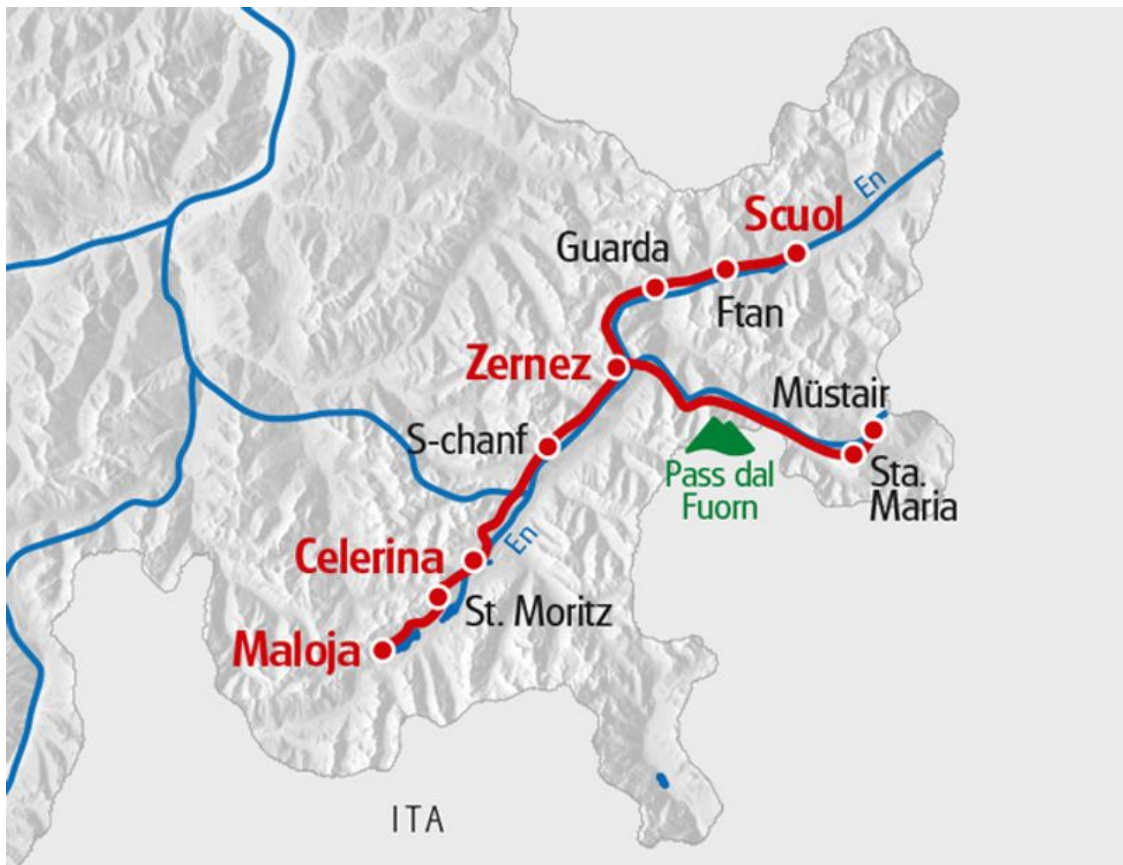 En
Scuol
Guarda
Ftan
Zernez
Müstair
S-chanf
Pass dal
Fuorn
Sta.
Maria
En
Celerina
St. Moritz
Maloja
ITA